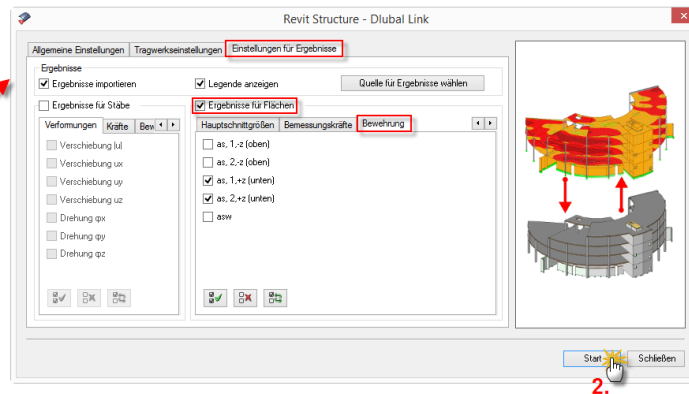 Revit Structure - Dlubal Link
Allgemeine Einstellungen Tragwerkseinstellungen Einstellungen für Ergebnisse
Ergebnisse
Ergebnisse importieren Legende anzeigen Quelle für Ergebnisse wählen
Ergebnisse für Stäbe Ergebnisse für Flächen
Verformungen Kräfte Bew Hauptschnittgrößen Bemessungskräfte Bewehrung
Verschiebung |u| as, 1,-z (oben)
Verschiebung ux as, 2,-z (oben)
Verschiebung uy as, 1,+z (unten)
Verschiebung uz as, 2,+z (unten)
Drehung φx asw
Drehung φy
Drehung φz
Start Schließen
2.